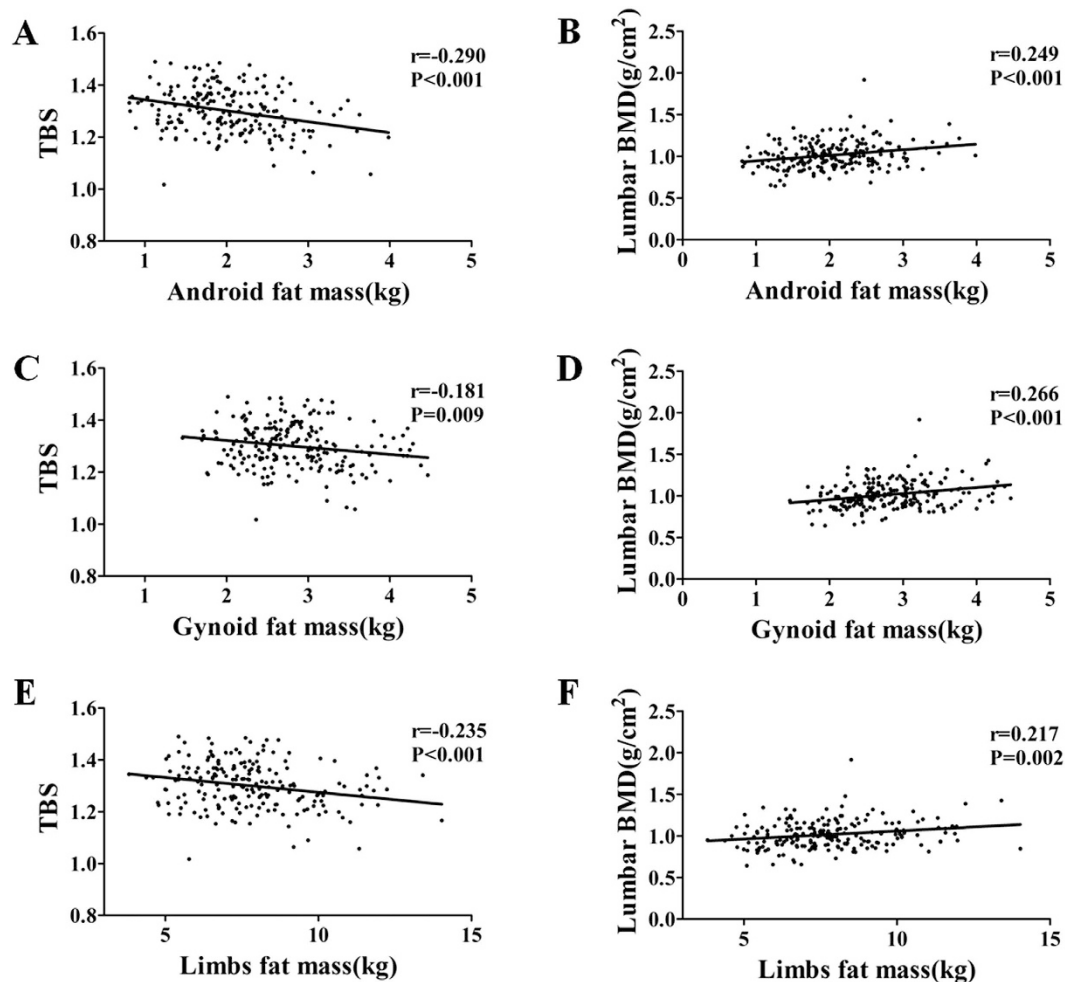 A
r=-0.290
P<0.001
TBS
1.6
1.4
1.2
1.0
0.8
1 2 3 4 5
Android fat mass(kg)
B
r=0.249
P<0.001
Lumbar BMD(g/cm²)
2.5
2.0
1.5
1.0
0.5
0.0
0 1 2 3 4 5
Android fat mass(kg)
C
r=-0.181
P=0.009
TBS
1.6
1.4
1.2
1.0
0.8
1 2 3 4 5
Gynoid fat mass(kg)
D
r=0.266
P<0.001
Lumbar BMD(g/cm²)
2.5
2.0
1.5
1.0
0.5
0.0
0 1 2 3 4 5
Gynoid fat mass(kg)
E
r=-0.235
P<0.001
TBS
1.6
1.4
1.2
1.0
0.8
5 10 15
Limbs fat mass(kg)
F
r=0.217
P=0.002
Lumbar BMD(g/cm²)
2.5
2.0
1.5
1.0
0.5
0.0
5 10 15
Limbs fat mass(kg)